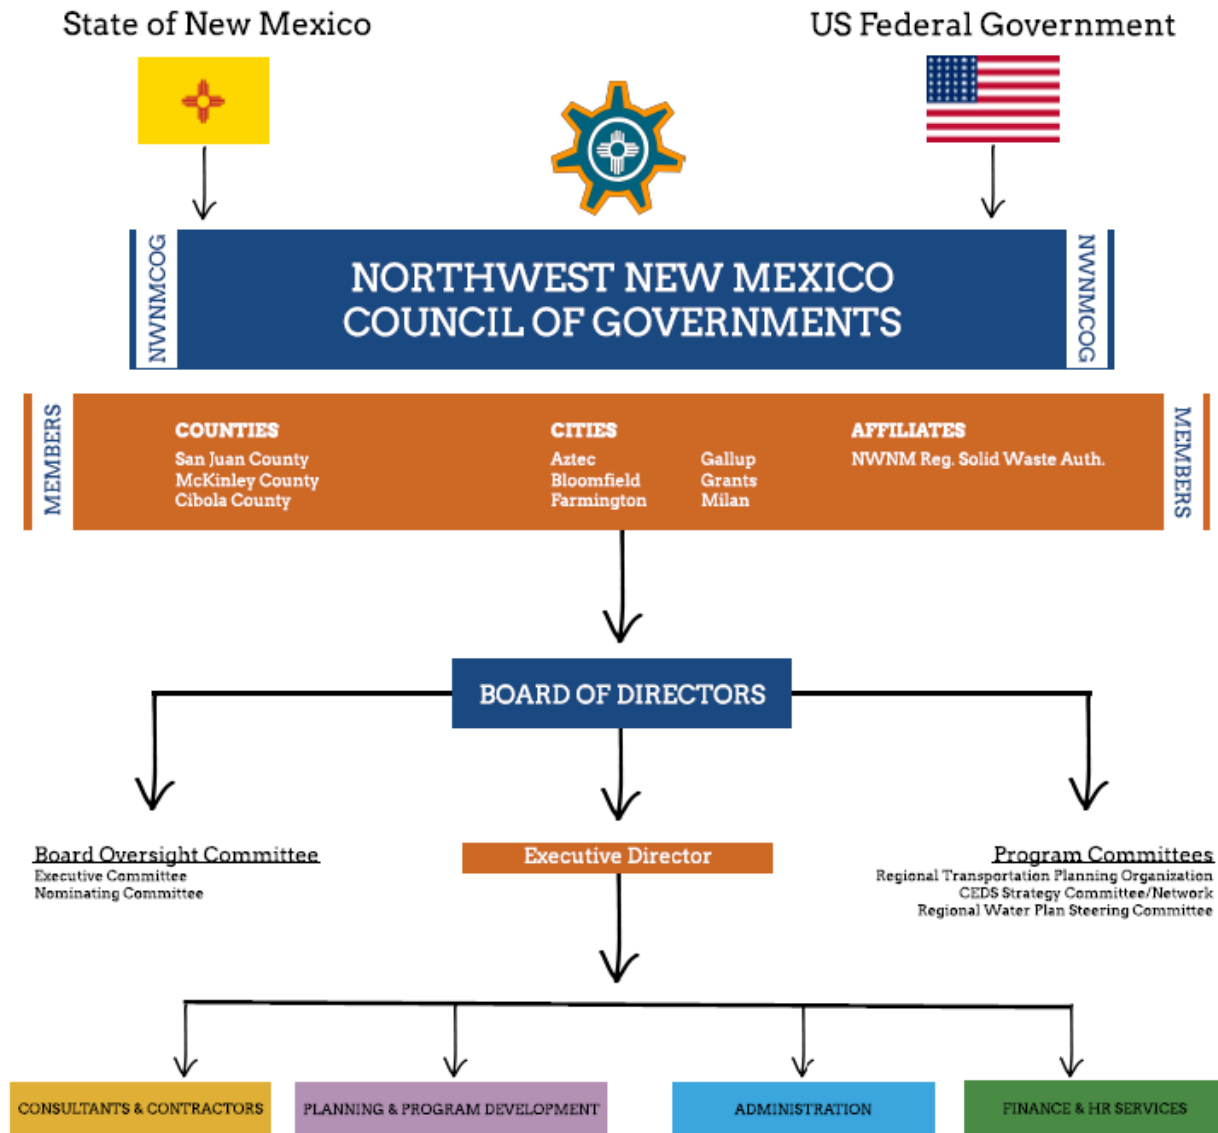 State of New Mexico
US Federal Government
NWNMCOG
NORTHWEST NEW MEXICO
COUNCIL OF GOVERNMENTS
NWNMCOG
MEMBERS
COUNTIES
San Juan County
McKinley County
Cibola County
CITIES
Aztec
Bloomfield
Farmington
Gallup
Grants
Milan
AFFILIATES
NWNM Reg. Solid Waste Auth.
MEMBERS
BOARD OF DIRECTORS
Board Oversight Committee
Executive Committee
Nominating Committee
Executive Director
Program Committees
Regional Transportation Planning Organization
CEDS Strategy Committee/Network
Regional Water Plan Steering Committee
CONSULTANTS & CONTRACTORS
PLANNING & PROGRAM DEVELOPMENT
ADMINISTRATION
FINANCE & HR SERVICES